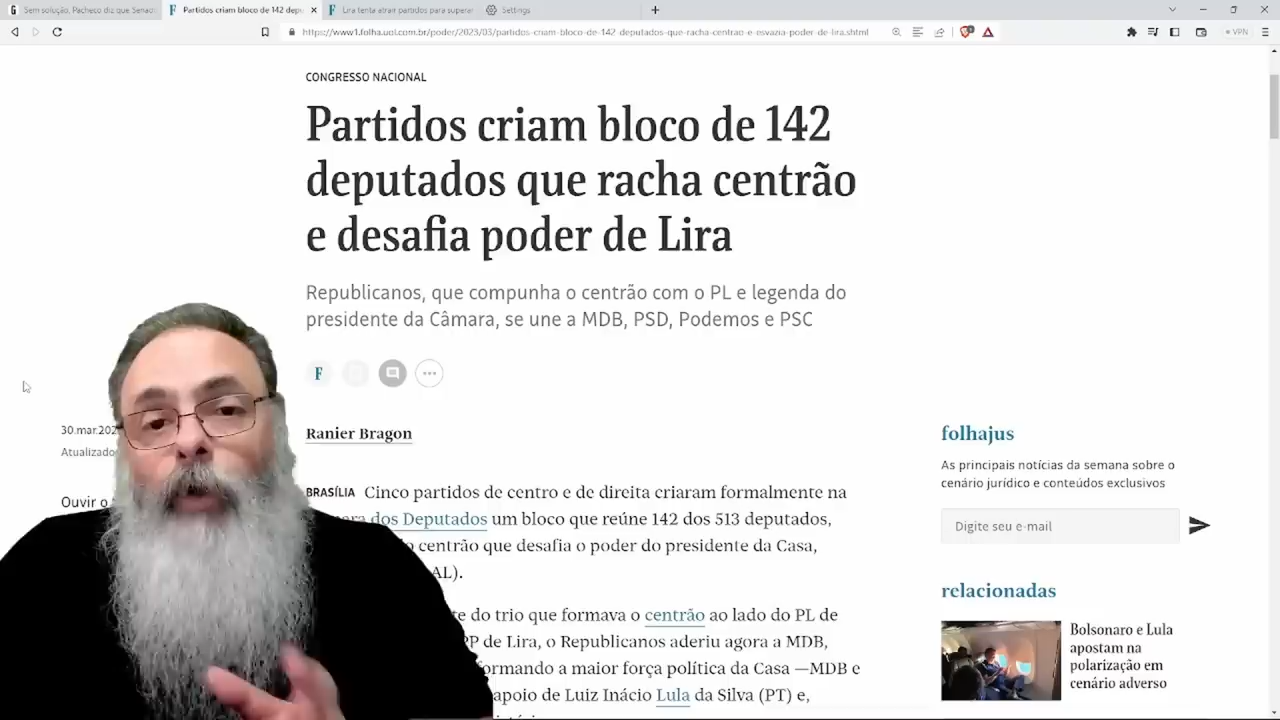 Sem solução, Pacheco diz que Senado
Partidos criam bloco de 142 depu
Lira tenta atrair partidos para superar
Settings
https://www1.folha.uol.com.br/poder/2023/03/partidos-criam-bloco-de-142-deputados-que-racha-centrao-e-esvazia-poder-de-lira.shtml
VPN
CONGRESSO NACIONAL
Partidos criam bloco de 142
deputados que racha centrão
e desafia poder de Lira
Republicanos, que compunha o centrão com o PL e legenda do
presidente da Câmara, se une a MDB, PSD, Podemos e PSC
F
30.mar.202
Atualizado
Ranier Bragon
Ouvir o
BRASÍLIA Cinco partidos de centro e de direita criaram formalmente na
dos Deputados um bloco que reúne 142 dos 513 deputados,
centrão que desafia o poder do presidente da Casa,
AL).
te do trio que formava o centrão ao lado do PL de
PP de Lira, o Republicanos aderiu agora a MDB,
formando a maior força política da Casa —MDB e
apoio de Luiz Inácio Lula da Silva (PT) e,
folhajus
As principais notícias da semana sobre o
cenário jurídico e conteúdos exclusivos
Digite seu e-mail
relacionadas
Bolsonaro e Lula
apostam na
polarização em
cenário adverso